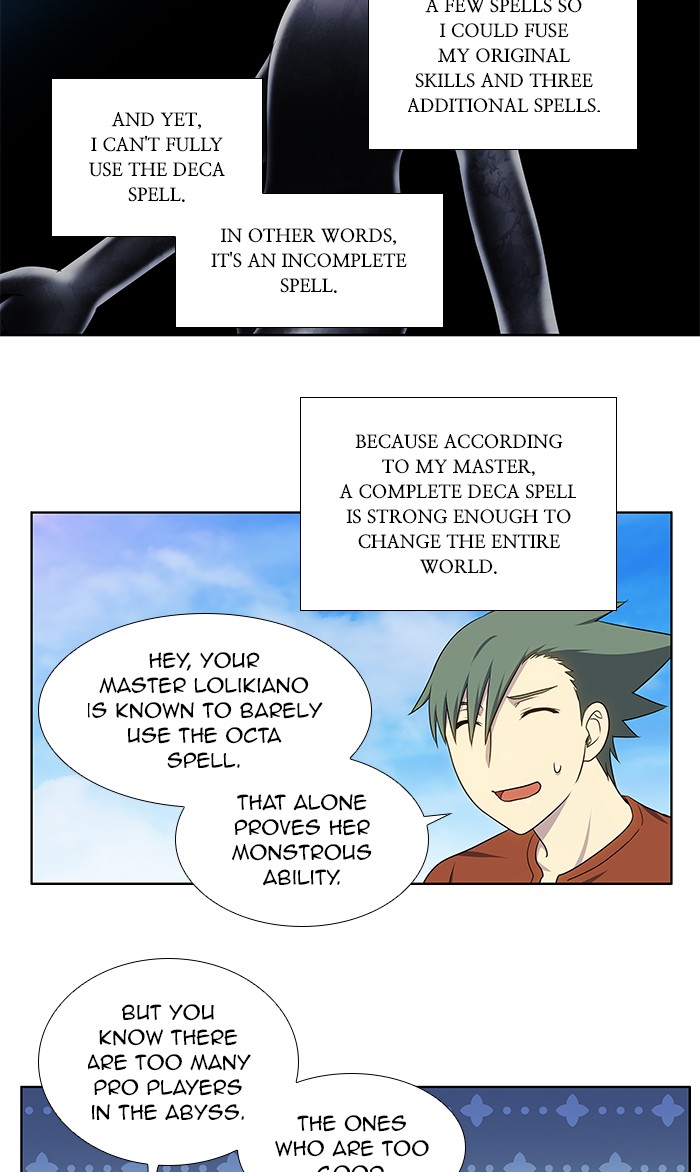 A FEW SPELLS SO
I COULD FUSE
MY ORIGINAL
SKILLS AND THREE
ADDITIONAL SPELLS.
AND YET,
I CAN'T FULLY
USE THE DECA
SPELL.
IN OTHER WORDS,
IT'S AN INCOMPLETE
SPELL.
BECAUSE ACCORDING
TO MY MASTER,
A COMPLETE DECA SPELL
IS STRONG ENOUGH TO
CHANGE THE ENTIRE
WORLD.
HEY, YOUR
MASTER LOLIKIANO
IS KNOWN TO BARELY
USE THE OCTA
SPELL.
THAT ALONE
PROVES HER
MONSTROUS
ABILITY.
BUT YOU
KNOW THERE
ARE TOO MANY
PRO PLAYERS
IN THE ABYSS.
THE ONES
WHO ARE TOO
GOOD